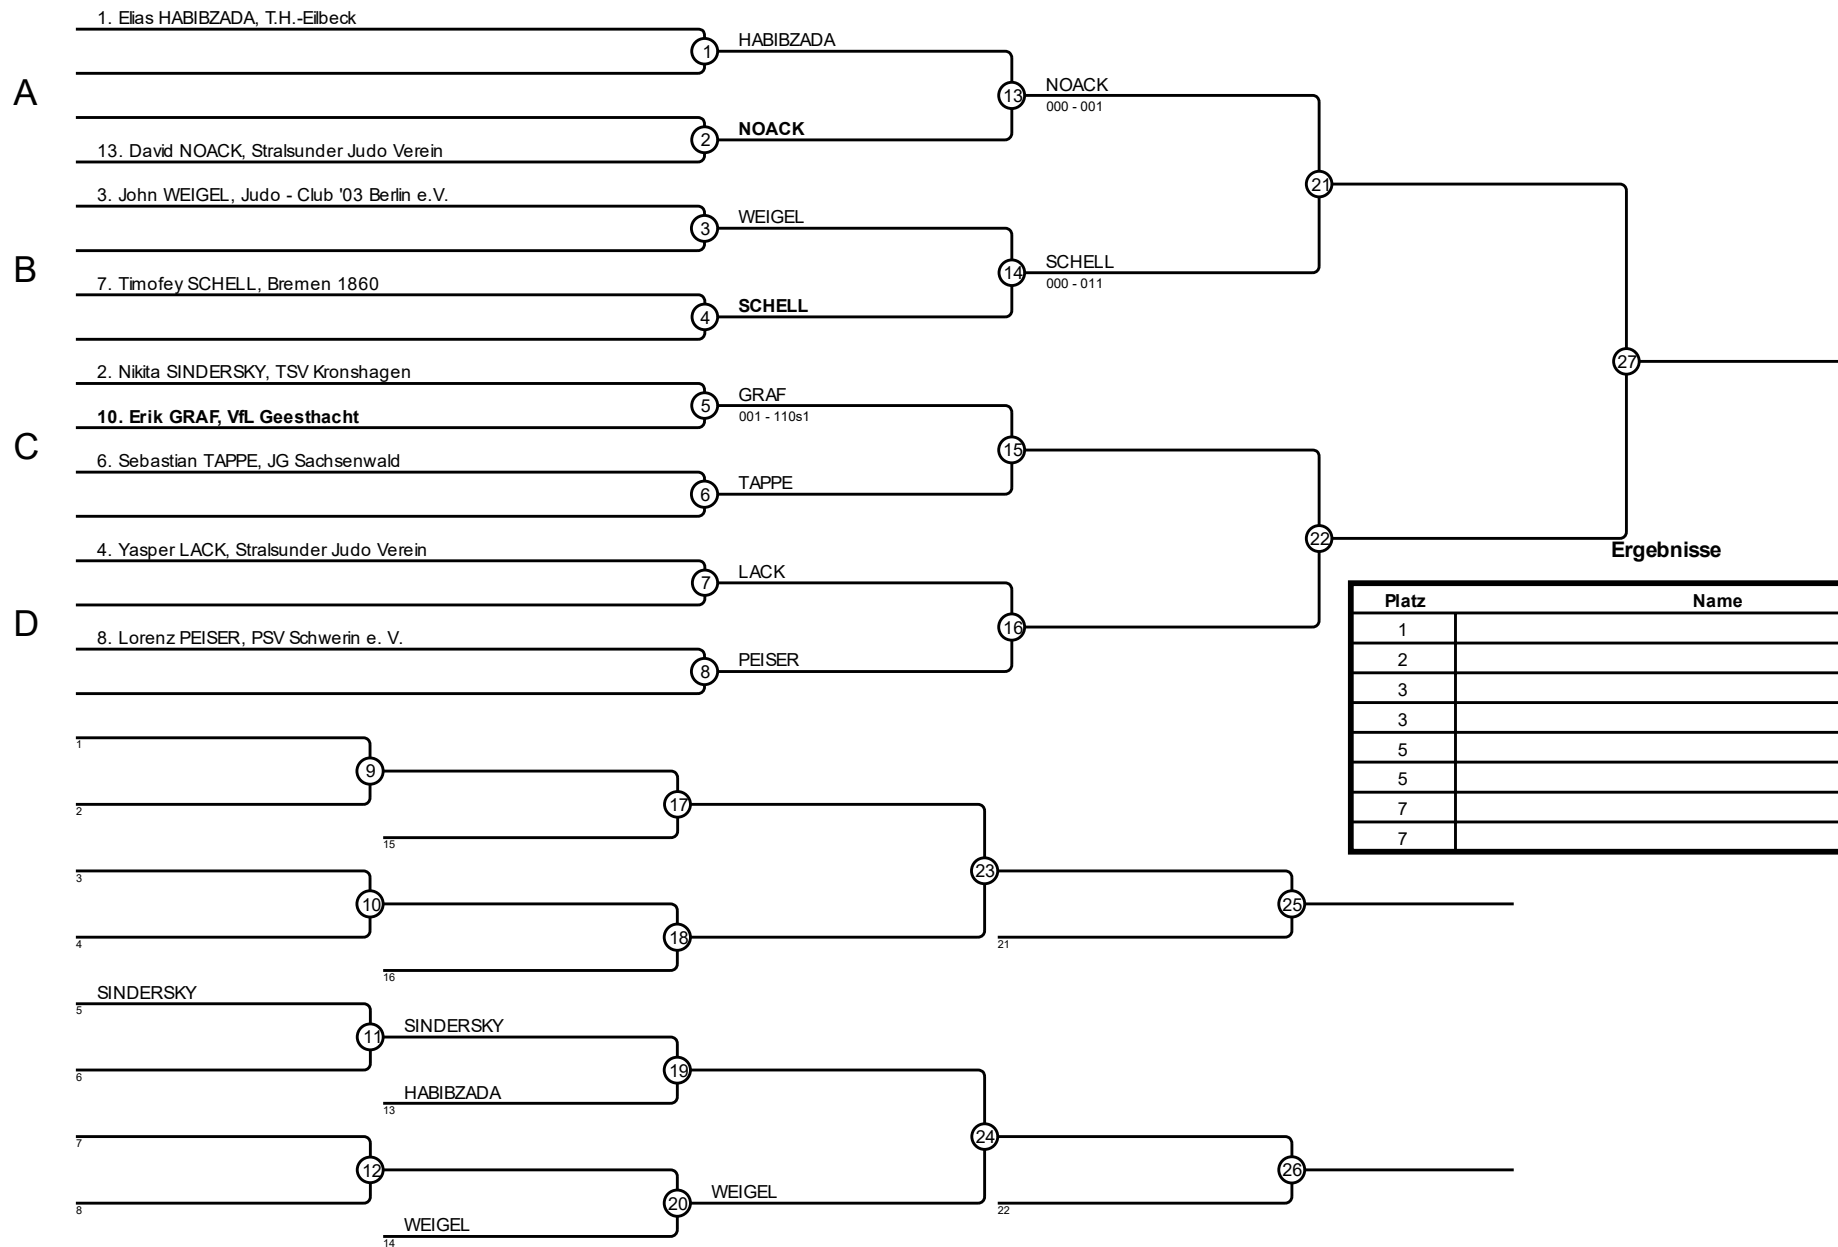 1. Elias HABIBZADA, T.H.-Eilbeck
1
HABIBZADA
A
13
NOACK
000 - 001
2
NOACK
13. David NOACK, Stralsunder Judo Verein
21
3. John WEIGEL, Judo - Club '03 Berlin e.V.
3
WEIGEL
B
14
SCHELL
000 - 011
7. Timofey SCHELL, Bremen 1860
4
SCHELL
27
2. Nikita SINDERSKY, TSV Kronshagen
5
GRAF
001 - 110s1
10. Erik GRAF, VfL Geesthacht
C
15
6. Sebastian TAPPE, JG Sachsenwald
6
TAPPE
22
4. Yasper LACK, Stralsunder Judo Verein
7
LACK
D
16
8. Lorenz PEISER, PSV Schwerin e. V.
8
PEISER
Ergebnisse
Platz Name
1
2
3
3
5
5
7
7
1
9
2
17
15
3
23
10
25
4
18
21
16
SINDERSKY
5
11
SINDERSKY
6
19
HABIBZADA
13
7
24
12
26
8
20
WEIGEL
22
WEIGEL
14